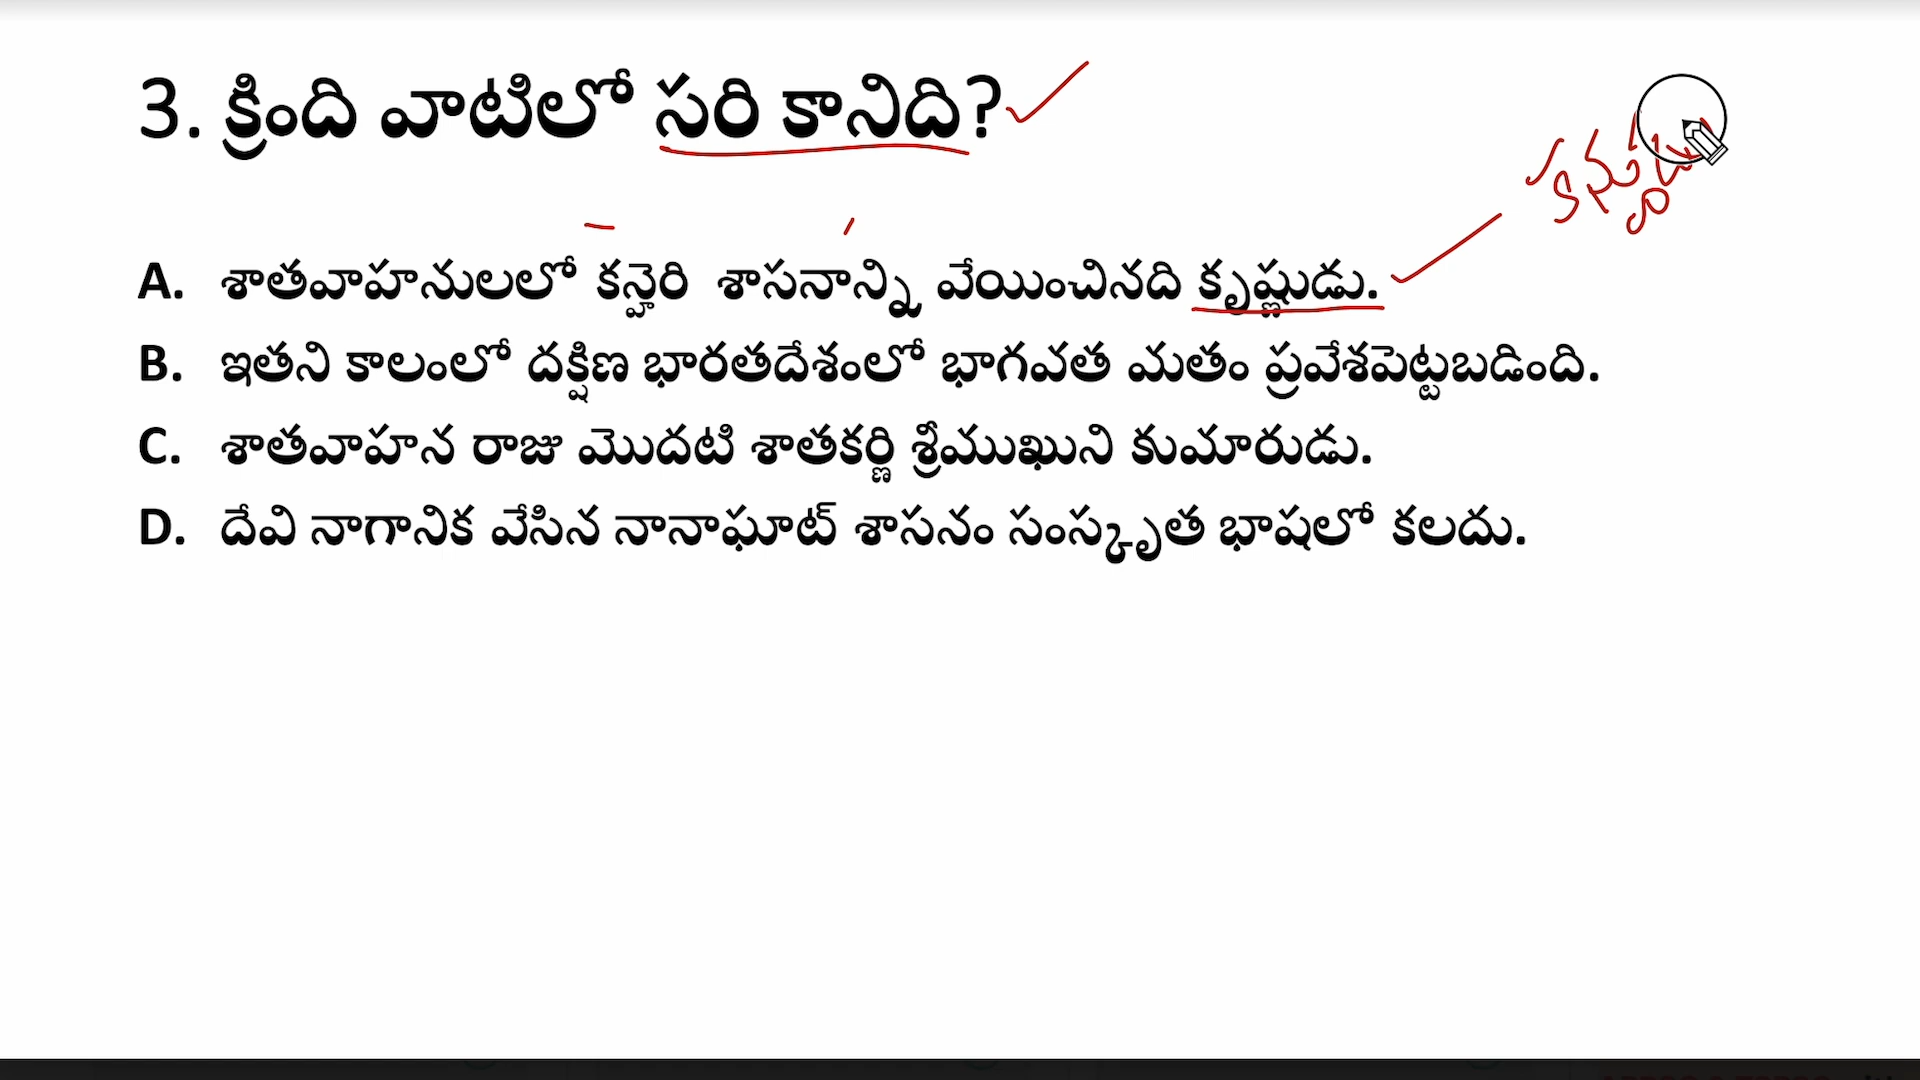 3. క్రింది వాటిలో సరి కానిది?
A. శాతవాహనులలో కన్హెరి శాసనాన్ని వేయించినది కృష్ణుడు.
B. ఇతని కాలంలో దక్షిణ భారతదేశంలో భాగవత మతం ప్రవేశపెట్టబడింది.
C. శాతవాహన రాజు మొదటి శాతకర్ణి శ్రీముఖుని కుమారుడు.
D. దేవి నాగానిక వేసిన నానాఘాట్ శాసనం సంస్కృత భాషలో కలదు.